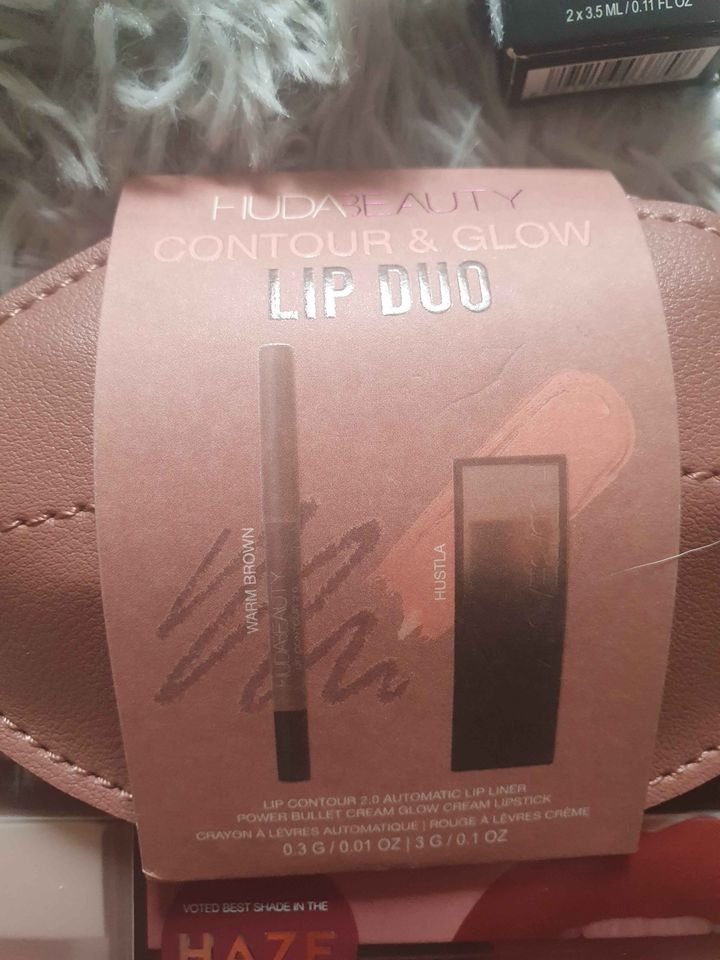 2 x 3.5 ML / 0.11 FL OZ
HUDABEAUTY
CONTOUR & GLOW
LIP DUO
WARM BROWN
HUDABEAUTY
HUSTLA
LIP CONTOUR 2.0 AUTOMATIC LIP LINER
POWER BULLET CREAM GLOW CREAM LIPSTICK
CRAYON À LÈVRES AUTOMATIQUE | ROUGE À LÈVRES CRÈME
0.3 G / 0.01 OZ | 3 G / 0.1 OZ
VOTED BEST SHADE IN THE
HAZE